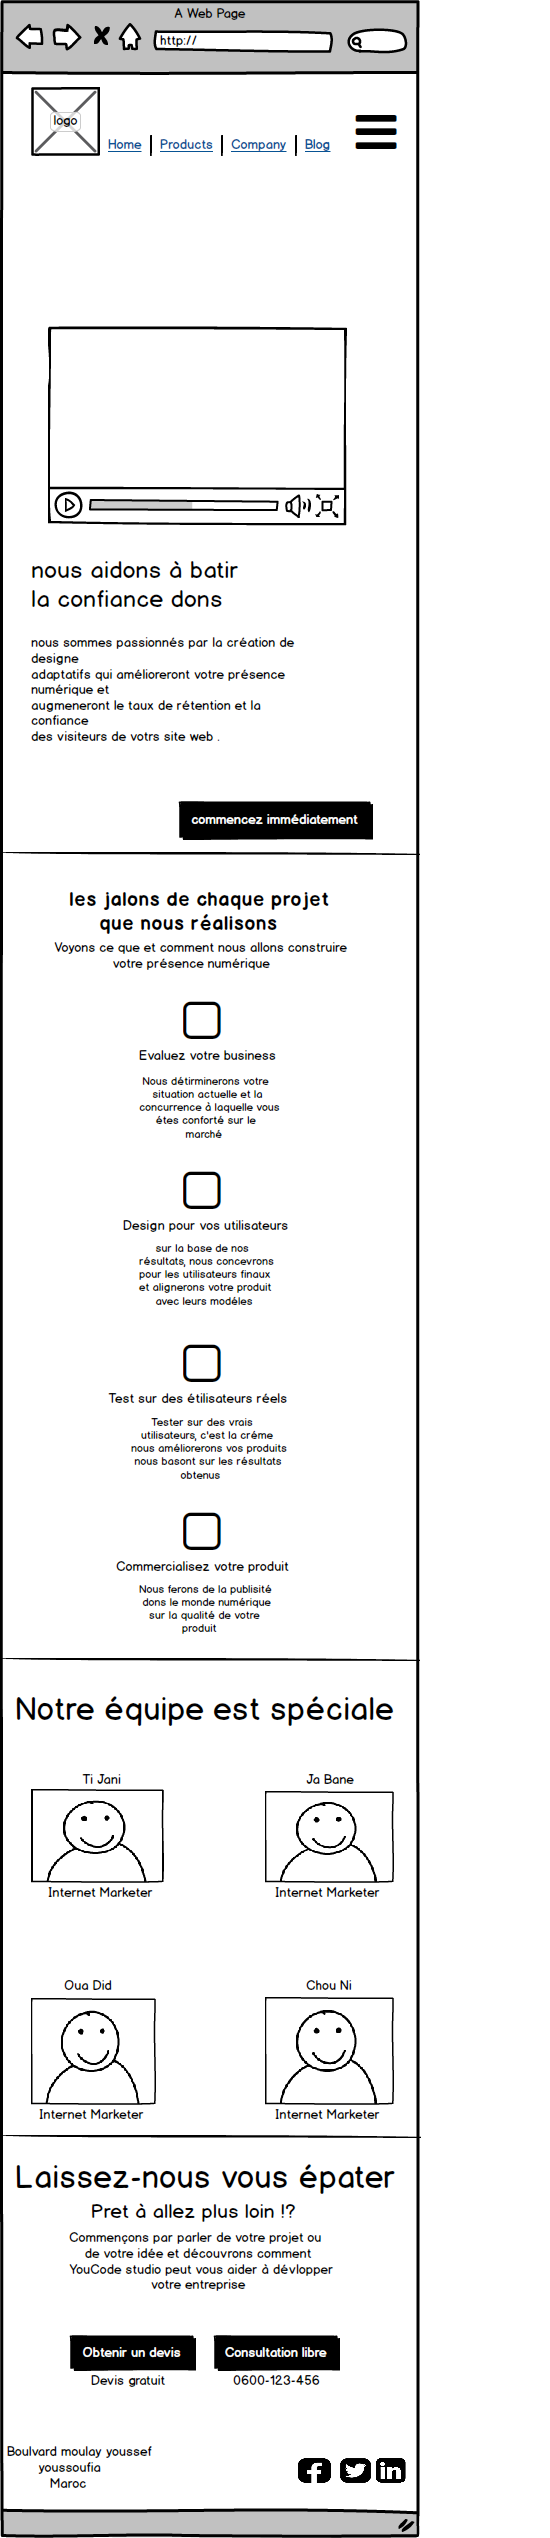 A Web Page
http://
logo
Home Products Company Blog
nous aidons à batir
la confiance dons
nous sommes passionnés par la création de
designe
adaptatifs qui amélioreront votre présence
numérique et
augmeneront le taux de rétention et la
confiance
des visiteurs de votrs site web .
commencez immédiatement
les jalons de chaque projet
que nous réalisons
Voyons ce que et comment nous allons construire
votre présence numérique
Evaluez votre business
Nous détirminerons votre
situation actuelle et la
concurrence à laquelle vous
étes conforté sur le
marché
Design pour vos utilisateurs
sur la base de nos
résultats, nous concevrons
pour les utilisateurs finaux
et alignerons votre produit
avec leurs modéles
Test sur des étilisateurs réels
Tester sur des vrais
utilisateurs, c'est la créme
nous améliorerons vos produits
nous basont sur les résultats
obtenus
Commercialisez votre produit
Nous ferons de la publisité
dons le monde numérique
sur la qualité de votre
produit
Notre équipe est spéciale
Ti Jani Ja Bane
Internet Marketer Internet Marketer
Oua Did Chou Ni
Internet Marketer Internet Marketer
Laissez-nous vous épater
Pret à allez plus loin !?
Commençons par parler de votre projet ou
de votre idée et découvrons comment
YouCode studio peut vous aider à dévlopper
votre entreprise
Obtenir un devis Consultation libre
Devis gratuit 0600-123-456
Boulvard moulay youssef
youssoufia
Maroc